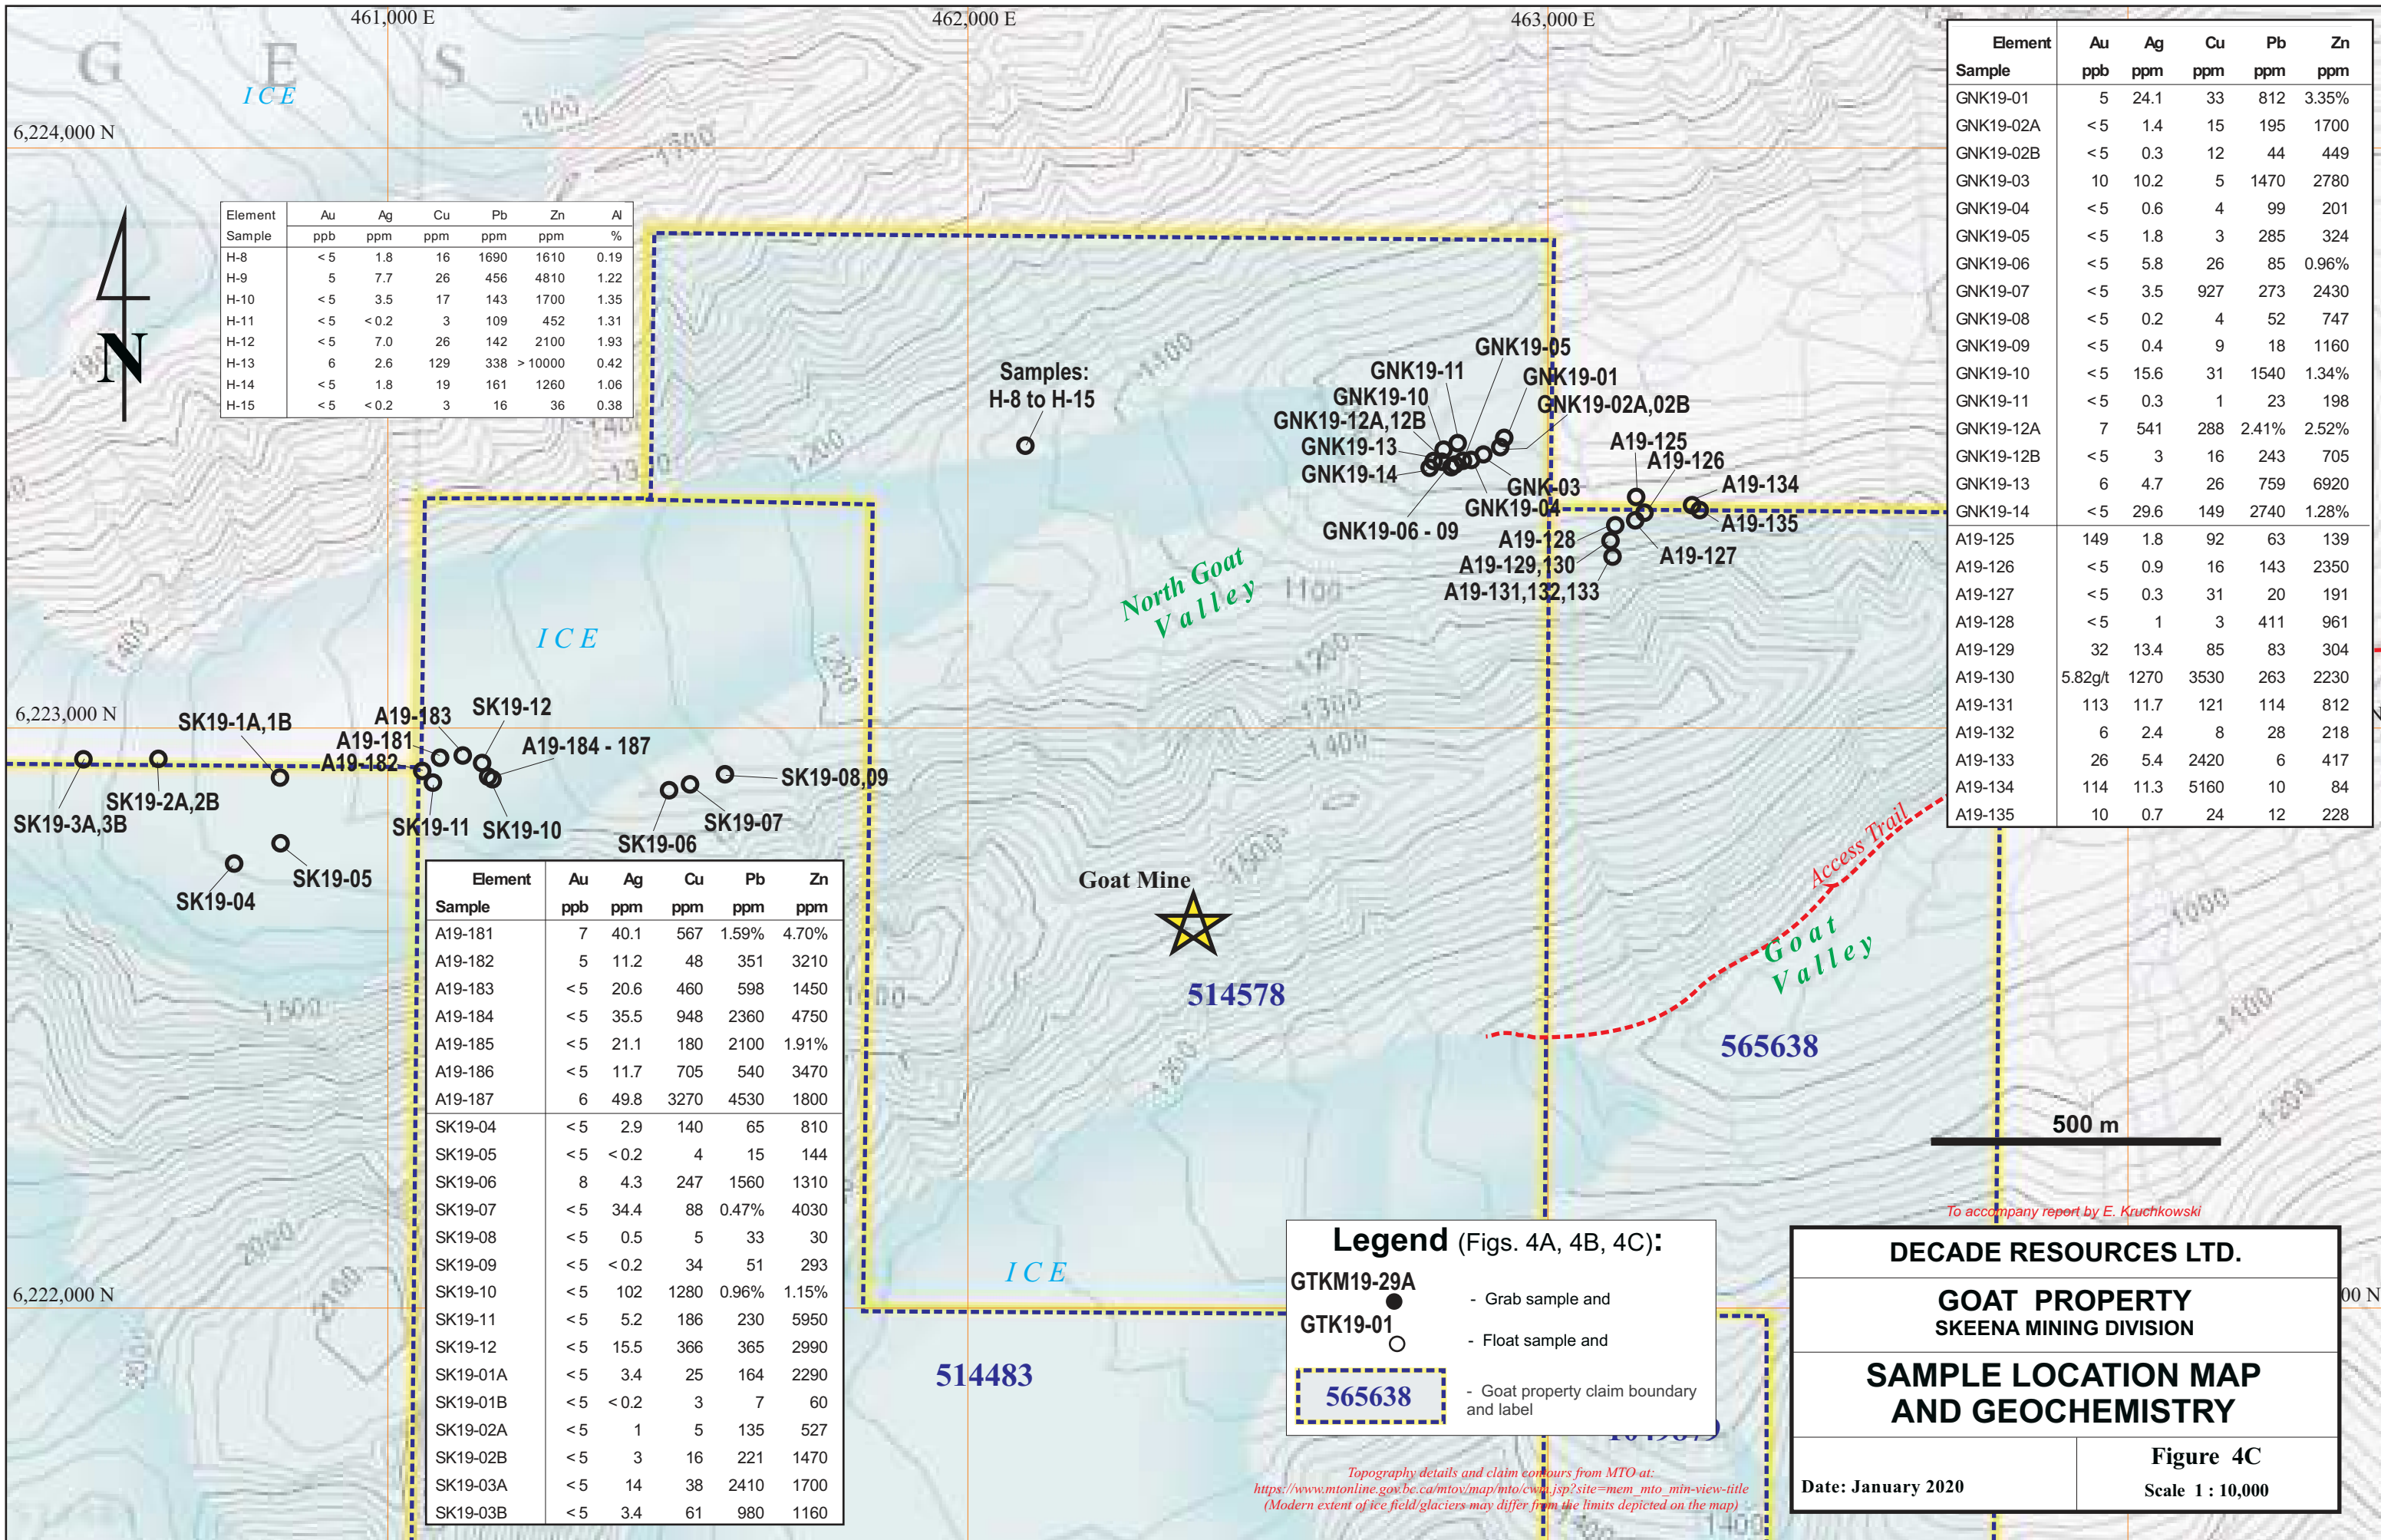 461,000 E
462,000 E
463,000 E
G E S
ICE
1600
1700
6,224,000 N
Element Au Ag Cu Pb Zn
Sample ppb ppm ppm ppm ppm
GNK19-01 5 24.1 33 812 3.35%
GNK19-02A <5 1.4 15 195 1700
GNK19-02B <5 0.3 12 44 449
GNK19-03 10 10.2 5 1470 2780
GNK19-04 <5 0.6 4 99 201
GNK19-05 <5 1.8 3 285 324
GNK19-06 <5 5.8 26 85 0.96%
GNK19-07 <5 3.5 927 273 2430
GNK19-08 <5 0.2 4 52 747
GNK19-09 <5 0.4 9 18 1160
GNK19-10 <5 15.6 31 1540 1.34%
GNK19-11 <5 0.3 1 23 198
GNK19-12A 7 541 288 2.41% 2.52%
GNK19-12B <5 3 16 243 705
GNK19-13 6 4.7 26 759 6920
GNK19-14 <5 29.6 149 2740 1.28%
A19-125 149 1.8 92 63 139
A19-126 <5 0.9 16 143 2350
A19-127 <5 0.3 31 20 191
A19-128 <5 1 3 411 961
A19-129 32 13.4 85 83 304
A19-130 5.82g/t 1270 3530 263 2230
A19-131 113 11.7 121 114 812
A19-132 6 2.4 8 28 218
A19-133 26 5.4 2420 6 417
A19-134 114 11.3 5160 10 84
A19-135 10 0.7 24 12 228
Element Au Ag Cu Pb Zn Al
Sample ppb ppm ppm ppm ppm %
H-8 <5 1.8 16 1690 1610 0.19
H-9 5 7.7 26 456 4810 1.22
H-10 <5 3.5 17 143 1700 1.35
H-11 <5 <0.2 3 109 452 1.31
H-12 <5 7.0 26 142 2100 1.93
H-13 6 2.6 129 338 >10000 0.42
H-14 <5 1.8 19 161 1260 1.06
H-15 <5 <0.2 3 16 36 0.38
N
Samples:
H-8 to H-15
1100
1200
1400
GNK19-05
GNK19-11
GNK19-01
GNK19-10
GNK19-02A,02B
GNK19-12A,12B
GNK19-13
GNK19-14
GNK-03
GNK19-04
GNK19-06 - 09
A19-125
A19-126
A19-134
A19-135
A19-128
A19-127
A19-129,130
A19-131,132,133
North Goat
Valley
1100
ICE
1400
1200
1200
1300
1400
6,223,000 N
SK19-1A,1B
A19-183
SK19-12
A19-181
A19-184 - 187
A19-182
SK19-08,09
SK19-2A,2B
SK19-3A,3B
SK19-11
SK19-10
SK19-07
SK19-06
SK19-05
SK19-04
1500
Goat Mine
514578
Access Trail
Goat
Valley
565638
1000
1100
1200
1200
1500
2000
2100
Element Au Ag Cu Pb Zn
Sample ppb ppm ppm ppm ppm
A19-181 7 40.1 567 1.59% 4.70%
A19-182 5 11.2 48 351 3210
A19-183 <5 20.6 460 598 1450
A19-184 <5 35.5 948 2360 4750
A19-185 <5 21.1 180 2100 1.91%
A19-186 <5 11.7 705 540 3470
A19-187 6 49.8 3270 4530 1800
SK19-04 <5 2.9 140 65 810
SK19-05 <5 <0.2 4 15 144
SK19-06 8 4.3 247 1560 1310
SK19-07 <5 34.4 88 0.47% 4030
SK19-08 <5 0.5 5 33 30
SK19-09 <5 <0.2 34 51 293
SK19-10 <5 102 1280 0.96% 1.15%
SK19-11 <5 5.2 186 230 5950
SK19-12 <5 15.5 366 365 2990
SK19-01A <5 3.4 25 164 2290
SK19-01B <5 <0.2 3 7 60
SK19-02A <5 1 5 135 527
SK19-02B <5 3 16 221 1470
SK19-03A <5 14 38 2410 1700
SK19-03B <5 3.4 61 980 1160
6,222,000 N
00 N
ICE
514483
500 m
Legend (Figs. 4A, 4B, 4C):
GTKM19-29A
- Grab sample and
GTK19-01
- Float sample and
565638
- Goat property claim boundary
and label
Topography details and claim contours from MTO at:
https://www.mtonline.gov.bc.ca/mtov/map/mto/cwm.jsp?site=mem_mto_min-view-title
(Modern extent of ice field/glaciers may differ from the limits depicted on the map)
1400
To accompany report by E. Kruchkowski
DECADE RESOURCES LTD.
GOAT PROPERTY
SKEENA MINING DIVISION
SAMPLE LOCATION MAP
AND GEOCHEMISTRY
Date: January 2020
Figure 4C
Scale 1 : 10,000